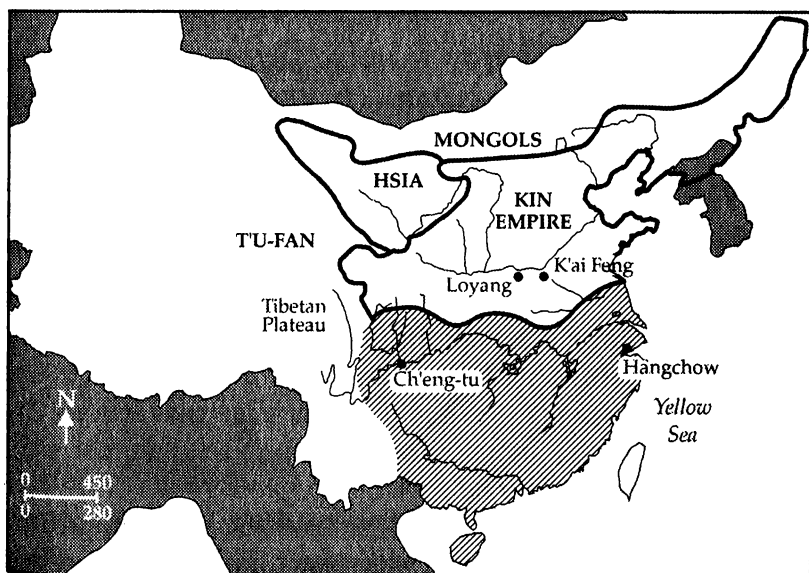 MONGOLS
HSIA
KIN
EMPIRE
T'U-FAN
K'ai Feng
Loyang
Tibetan
Plateau
Hangchow
Ch'eng-tu
Yellow
Sea
N
0 450
0 280